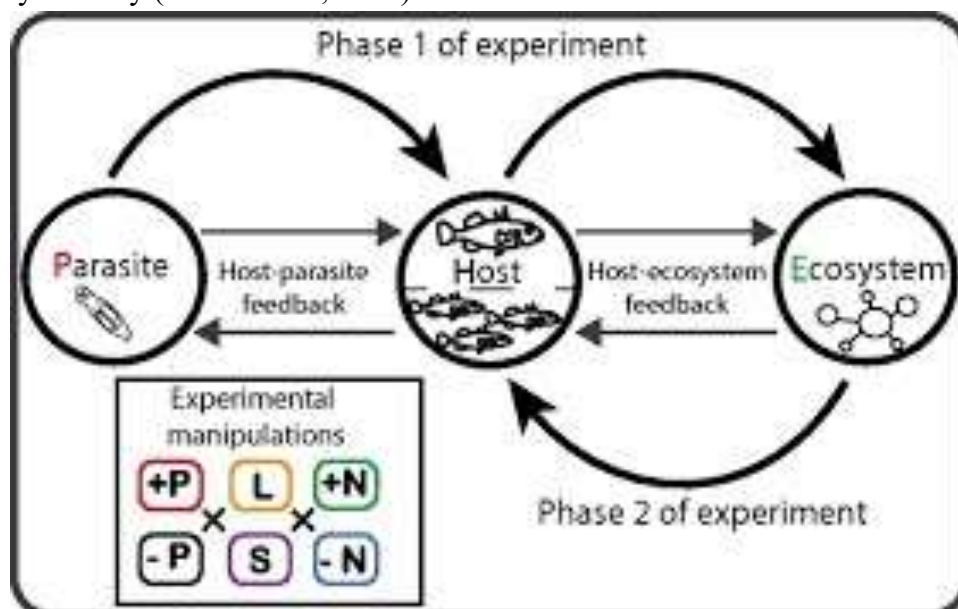 Phase 1 of experiment
Parasite
Host-parasite
feedback
Host
Host-ecosystem
feedback
Ecosystem
Experimental
manipulations
+P L +N
× ×
- P S - N
Phase 2 of experiment